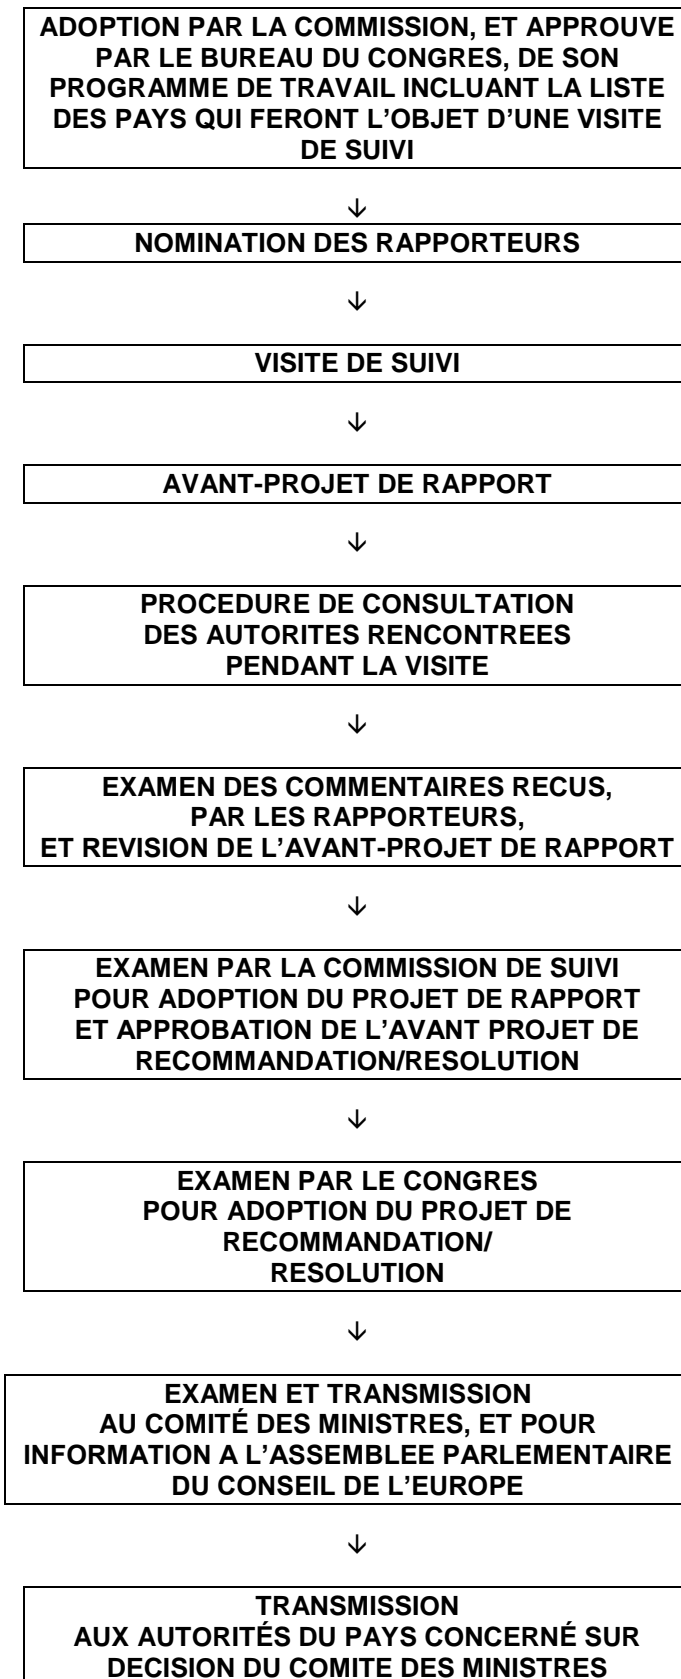 ADOPTION PAR LA COMMISSION, ET APPROUVE
PAR LE BUREAU DU CONGRES, DE SON
PROGRAMME DE TRAVAIL INCLUANT LA LISTE
DES PAYS QUI FERONT L’OBJET D’UNE VISITE
DE SUIVI
↓
NOMINATION DES RAPPORTEURS
↓
VISITE DE SUIVI
↓
AVANT-PROJET DE RAPPORT
↓
PROCEDURE DE CONSULTATION
DES AUTORITES RENCONTREES
PENDANT LA VISITE
↓
EXAMEN DES COMMENTAIRES RECUS,
PAR LES RAPPORTEURS,
ET REVISION DE L’AVANT-PROJET DE RAPPORT
↓
EXAMEN PAR LA COMMISSION DE SUIVI
POUR ADOPTION DU PROJET DE RAPPORT
ET APPROBATION DE L’AVANT PROJET DE
RECOMMANDATION/RESOLUTION
↓
EXAMEN PAR LE CONGRES
POUR ADOPTION DU PROJET DE
RECOMMANDATION/
RESOLUTION
↓
EXAMEN ET TRANSMISSION
AU COMITÉ DES MINISTRES, ET POUR
INFORMATION A L’ASSEMBLEE PARLEMENTAIRE
DU CONSEIL DE L’EUROPE
↓
TRANSMISSION
AUX AUTORITÉS DU PAYS CONCERNÉ SUR
DECISION DU COMITE DES MINISTRES